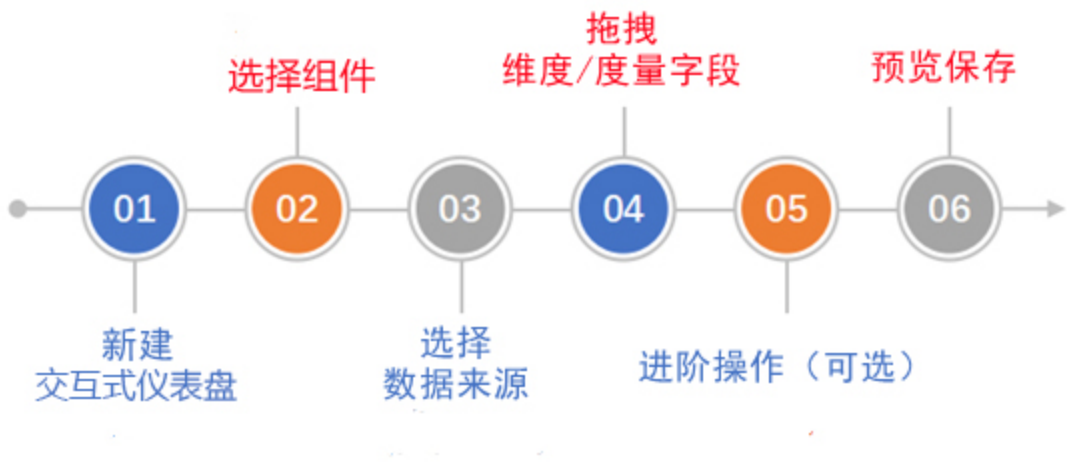 拖拽
选择组件
维度/度量字段
预览保存
01
02
03
04
05
06
新建
交互式仪表盘
选择
数据来源
进阶操作（可选）